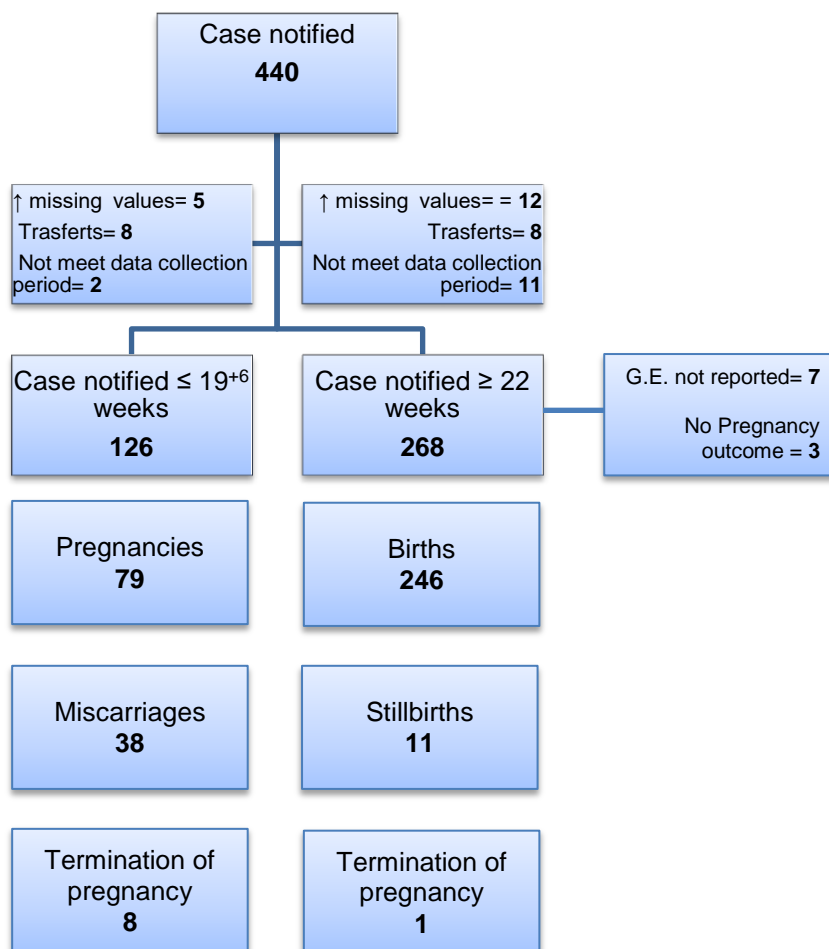 Case notified
440
↑ missing values= 5
Trasferts= 8
Not meet data collection
period= 2
↑ missing values= = 12
Trasferts= 8
Not meet data collection
period= 11
Case notified ≤ 19+6
weeks
126
Case notified ≥ 22
weeks
268
G.E. not reported= 7
No Pregnancy
outcome = 3
Pregnancies
79
Births
246
Miscarriages
38
Stillbirths
11
Termination of
pregnancy
8
Termination of
pregnancy
1